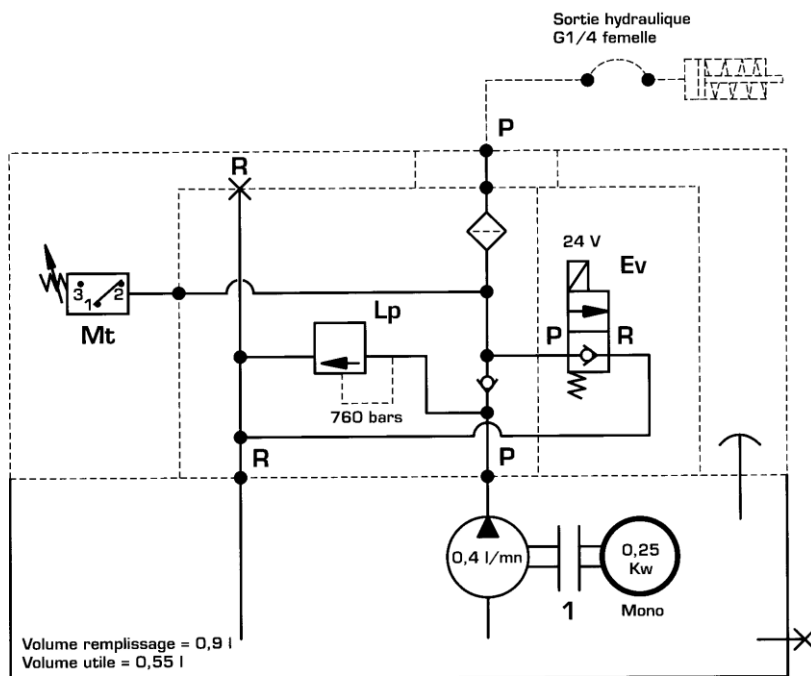 Sortie hydraulique
G1/4 femelle
P
R
24 V
Ev
3 1 2
Mt
Lp
P
R
760 bars
R
P
0,4 l/mn
0,25
Kw
1
Mono
Volume remplissage = 0,9 l
Volume utile = 0,55 l